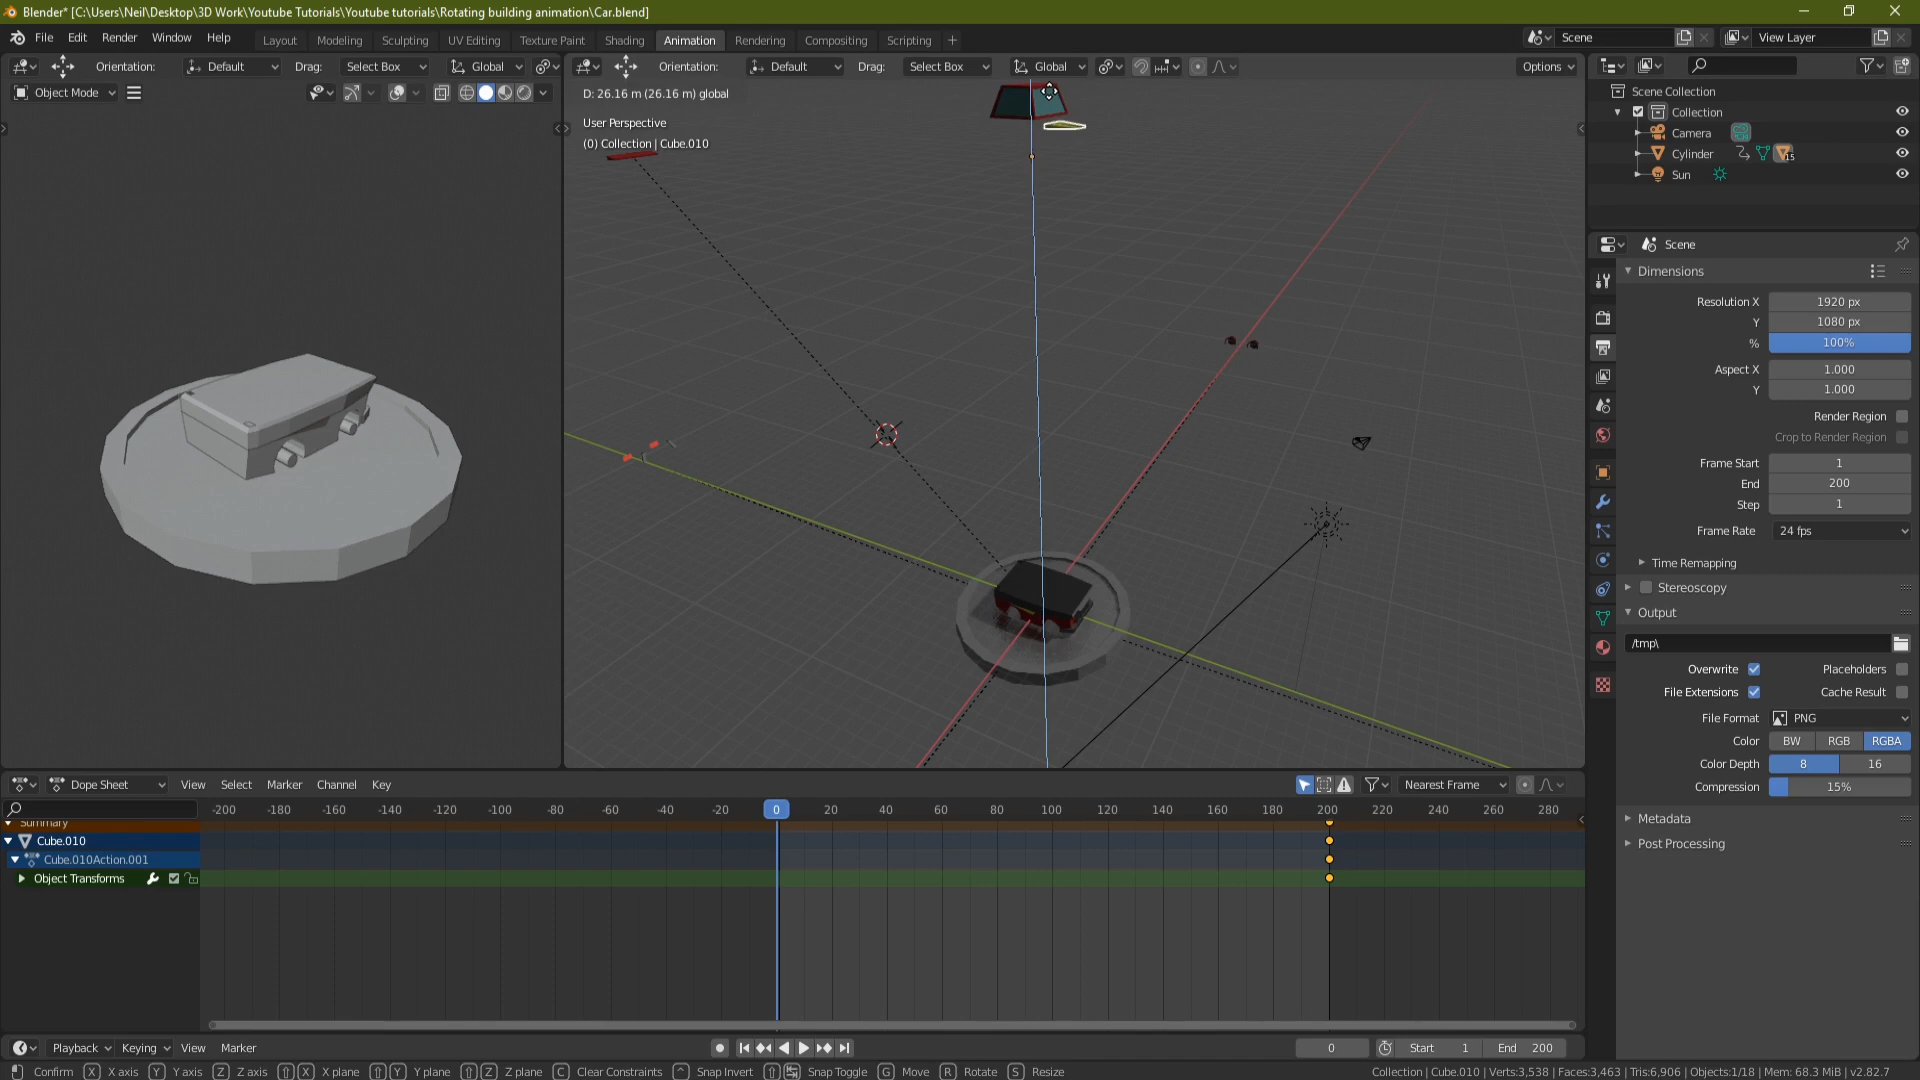 Blender* [C:\Users\Neil\Desktop\3D Work\Youtube Tutorials\Youtube tutorials\Rotating building animation\Car.blend]
File Edit Render Window Help Layout Modeling Sculpting UV Editing Texture Paint Shading Animation Rendering Compositing Scripting + Scene View Layer
Orientation: Default Drag: Select Box Global Orientation: Default Drag: Select Box Global Options
Object Mode
D: 26.16 m (26.16 m) global
User Perspective
(0) Collection | Cube.010
Scene Collection
Collection
Camera
Cylinder 15
Sun
Scene
Dimensions
Resolution X 1920 px
Y 1080 px
% 100%
Aspect X 1.000
Y 1.000
Render Region
Crop to Render Region
Frame Start 1
End 200
Step 1
Frame Rate 24 fps
Time Remapping
Stereoscopy
Output
/tmp\
Overwrite Placeholders
File Extensions Cache Result
File Format PNG
Color BW RGB RGBA
Color Depth 8 16
Compression 15%
Metadata
Post Processing
Dope Sheet View Select Marker Channel Key Nearest Frame
-200 -180 -160 -140 -120 -100 -80 -60 -40 -20 0 20 40 60 80 100 120 140 160 180 200 220 240 260 280
Summary
Cube.010
Cube.010Action.001
Object Transforms
Playback Keying View Marker 0 Start 1 End 200
Confirm X X axis Y Y axis Z Z axis X X plane Y Y plane Z Z plane C Clear Constraints Snap Invert Snap Toggle G Move R Rotate S Resize Collection | Cube.010 | Verts:3,538 | Faces:3,463 | Tris:6,906 | Objects:1/18 | Mem: 68.3 MiB | v2.82.7